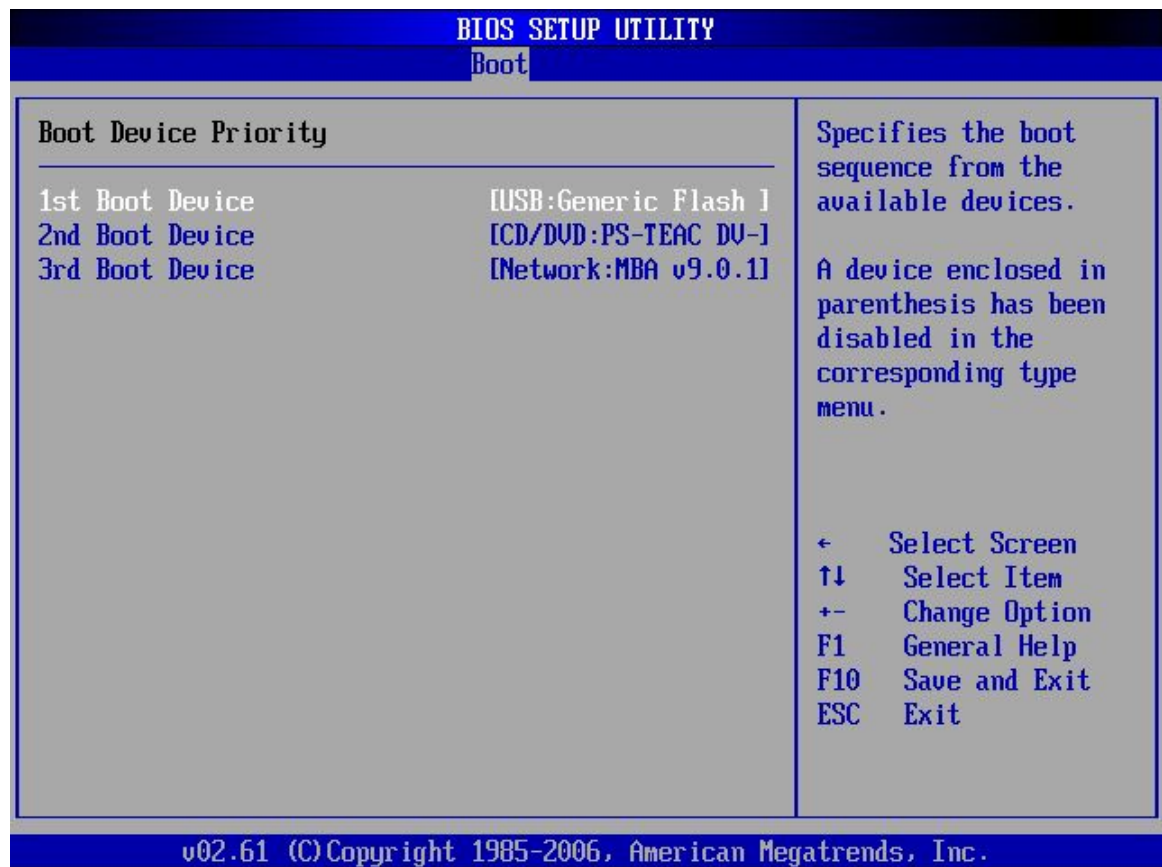 BIOS SETUP UTILITY
Boot
Boot Device Priority
1st Boot Device [USB:Generic Flash ]
2nd Boot Device [CD/DVD:PS-TEAC DV-]
3rd Boot Device [Network:MBA v9.0.1]
Specifies the boot
sequence from the
available devices.
A device enclosed in
parenthesis has been
disabled in the
corresponding type
menu.
← Select Screen
↑↓ Select Item
+- Change Option
F1 General Help
F10 Save and Exit
ESC Exit
v02.61 (C)Copyright 1985-2006, American Megatrends, Inc.